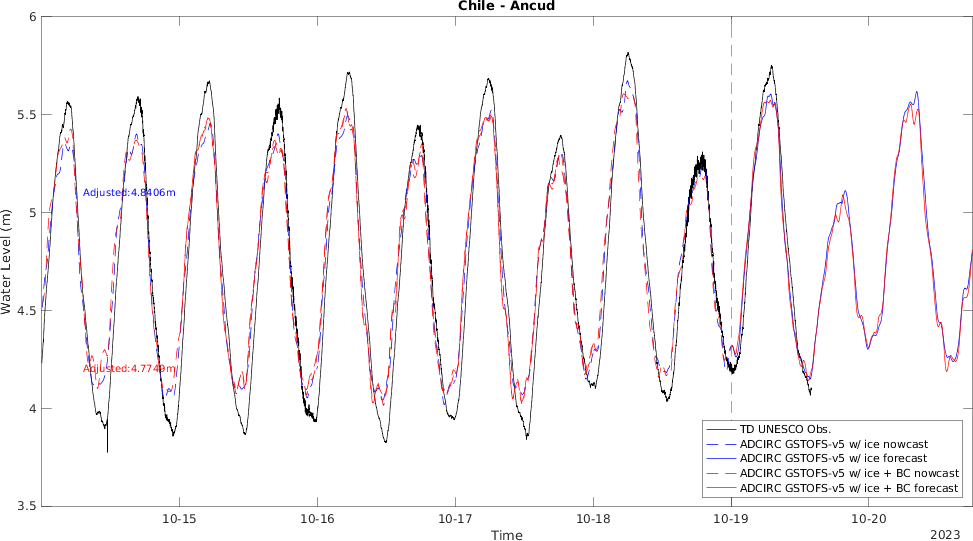 Chile - Ancud
6
5.5
5
4.5
4
3.5
Water Level (m)
Adjusted:4.8406m
Adjusted:4.7749m
TD UNESCO Obs.
ADCIRC GSTOFS-v5 w/ ice nowcast
ADCIRC GSTOFS-v5 w/ ice forecast
ADCIRC GSTOFS-v5 w/ ice + BC nowcast
ADCIRC GSTOFS-v5 w/ ice + BC forecast
10-15 10-16 10-17 10-18 10-19 10-20
Time
2023